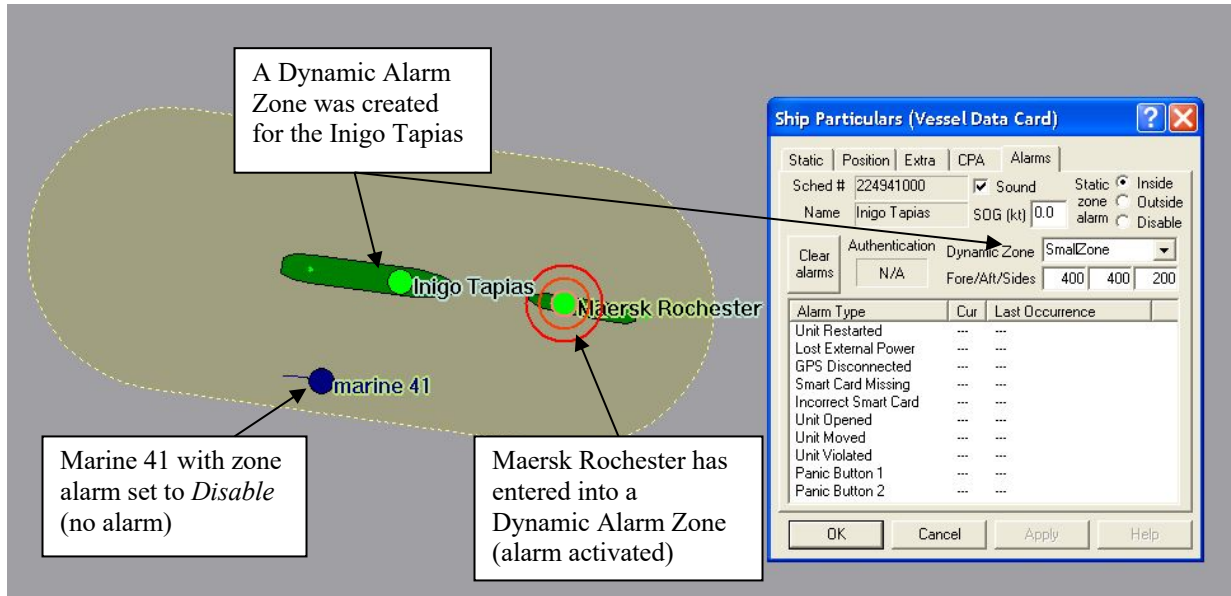 A Dynamic Alarm
Zone was created
for the Inigo Tapias
Inigo Tapias
Maersk Rochester
marine 41
Marine 41 with zone
alarm set to Disable
(no alarm)
Maersk Rochester has
entered into a
Dynamic Alarm Zone
(alarm activated)
Ship Particulars (Vessel Data Card)
Static Position Extra CPA Alarms
Sched # 224941000 Sound
Name Inigo Tapias SOG (kt) 0.0
Static zone alarm
Inside
Outside
Disable
Clear alarms
Authentication
N/A
Dynamic Zone SmallZone
Fore/Aft/Sides 400 400 200
Alarm Type Cur Last Occurrence
Unit Restarted --- ---
Lost External Power --- ---
GPS Disconnected --- ---
Smart Card Missing --- ---
Incorrect Smart Card --- ---
Unit Opened --- ---
Unit Moved --- ---
Unit Violated --- ---
Panic Button 1 --- ---
Panic Button 2 --- ---
OK Cancel Apply Help